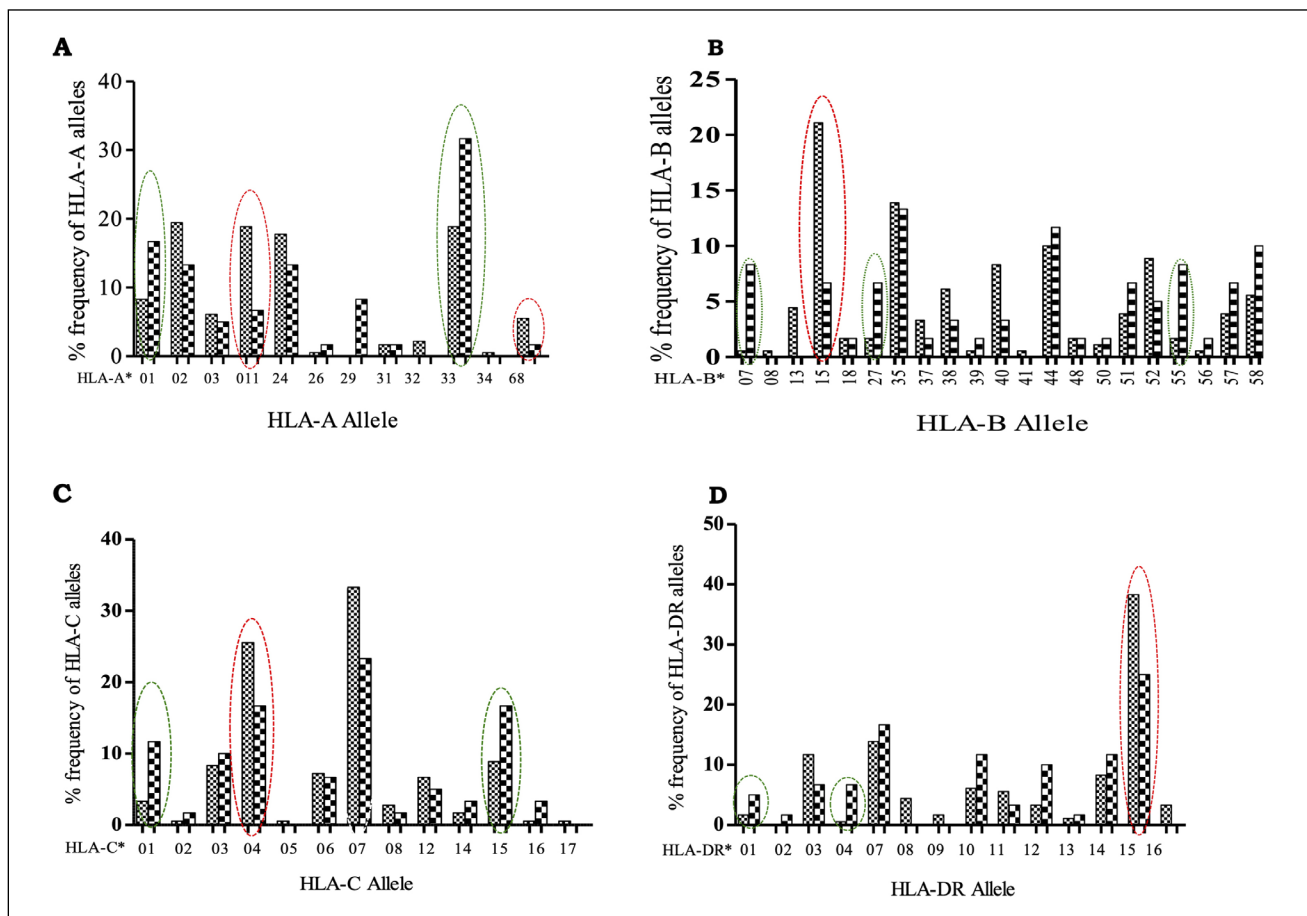 A
% frequency of HLA-A alleles
40
30
20
10
0
HLA-A* 01 02 03 011 24 26 29 31 32 33 34 68
HLA-A Allele
B
% frequency of HLA-B alleles
25
20
15
10
5
0
HLA-B* 07 08 13 15 18 27 35 37 38 39 40 41 44 48 50 51 52 55 56 57 58
HLA-B Allele
C
% frequency of HLA-C alleles
40
30
20
10
0
HLA-C* 01 02 03 04 05 06 07 08 12 14 15 16 17
HLA-C Allele
D
% frequency of HLA-DR alleles
50
40
30
20
10
0
HLA-DR* 01 02 03 04 07 08 09 10 11 12 13 14 15 16
HLA-DR Allele